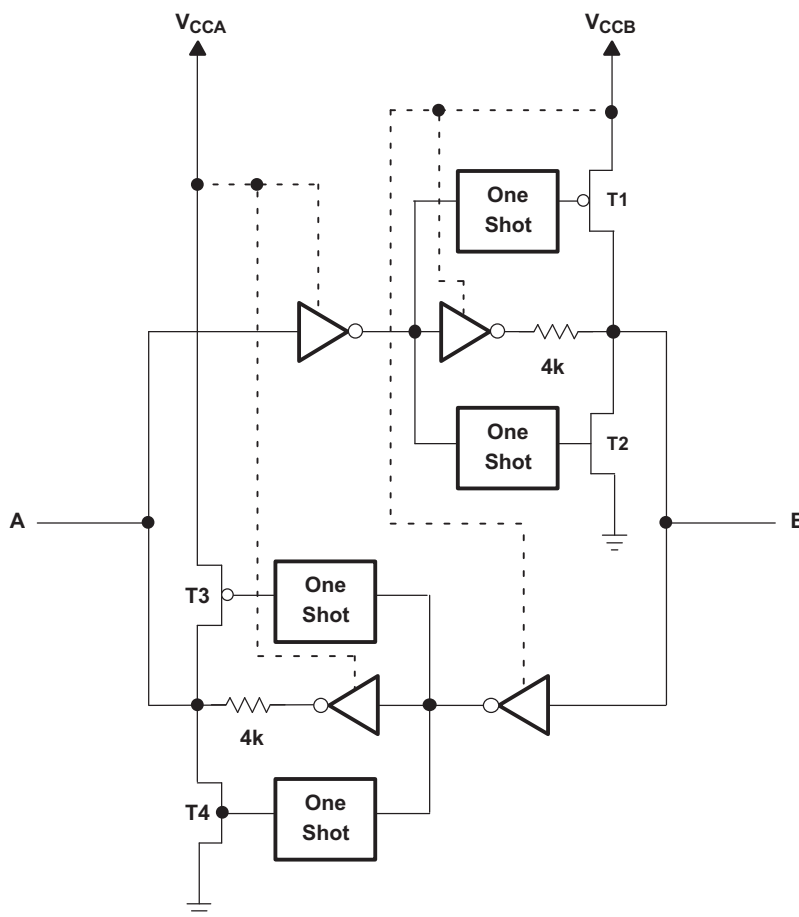 VCCA
VCCB
One
Shot
T1
4k
One
Shot
T2
A
B
T3
One
Shot
4k
T4
One
Shot